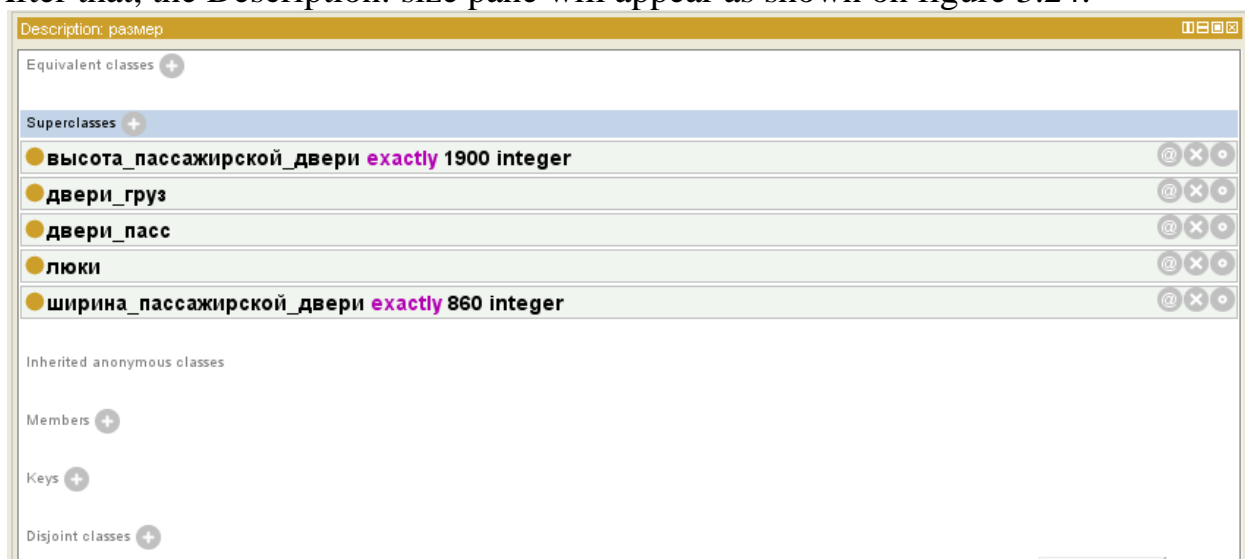 After that, the Description: size pane will appear as shown on figure 3.24.
Description: размер
Equivalent classes
Superclasses
высота_пассажирской_двери exactly 1900 integer
двери_груз
двери_пасс
люки
ширина_пассажирской_двери exactly 860 integer
Inherited anonymous classes
Members
Keys
Disjoint classes